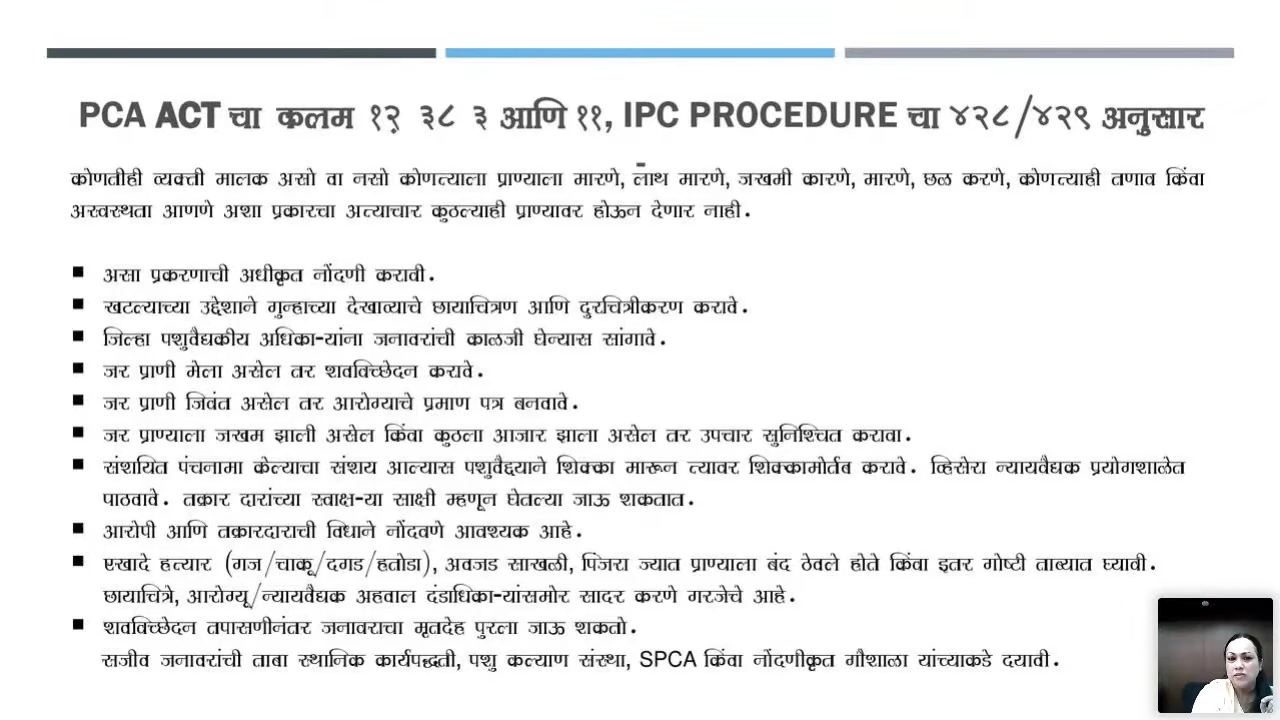 PCA ACT चा कलम १२ ३८ ३ आणि ११, IPC PROCEDURE चा ४२८/४२९ अनुसार
-
कोणतीही व्यक्ती मालक असो वा नसो कोणत्याला प्राण्याला मारणे, लाथ मारणे, जखमी कारणे, मारणे, छळ करणे, कोणत्याही तणाव किंवा
अस्वस्थता आणणे अशा प्रकारचा अत्याचार कुठल्याही प्राण्यावर होऊन देणार नाही.
▪ असा प्रकरणाची अधीकृत नोंदणी करावी.
▪ खटल्याच्या उद्देशाने गुन्हाच्या देखाव्याचे छायाचित्रण आणि दुरचित्रीकरण करावे.
▪ जिल्हा पशुवैद्यकीय अधिका-यांना जनावरांची काळजी घेन्यास सांगावे.
▪ जर प्राणी मेला असेल तर शवविच्छेदन करावे.
▪ जर प्राणी जिवंत असेल तर आरोग्याचे प्रमाण पत्र बनवावे.
▪ जर प्राण्याला जखम झाली असेल किंवा कुठला आजार झाला असेल तर उपचार सुनिश्चित करावा.
▪ संशयित पंचनामा केल्याचा संशय आल्यास पशुवैद्द्याने शिक्का मारून त्यावर शिक्कामोर्तब करावे. व्हिसेरा न्यायवैद्यक प्रयोगशाळेत
पाठवावे. तक्रार दारांच्या स्वाक्ष-या साक्षी म्हणून घेतल्या जाऊ शकतात.
▪ आरोपी आणि तक्रारदाराची विधाने नोंदवणे आवश्यक आहे.
▪ एखादे हत्यार (गज/चाकू/दगड/हतोडा), अवजड साखळी, पिंजरा ज्यात प्राण्याला बंद ठेवले होते किंवा इतर गोष्टी ताब्यात घ्यावी.
छायाचित्रे, आरोग्यू/न्यायवैद्यक अहवाल दंडाधिका-यांसमोर सादर करणे गरजेचे आहे.
▪ शवविच्छेदन तपासणीनंतर जनावराचा मृतदेह पुरला जाऊ शकतो.
सजीव जनावरांची ताबा स्थानिक कार्यपद्धती, पशु कल्याण संस्था, SPCA किंवा नोंदणीकृत गौशाळा यांच्याकडे दयावी.